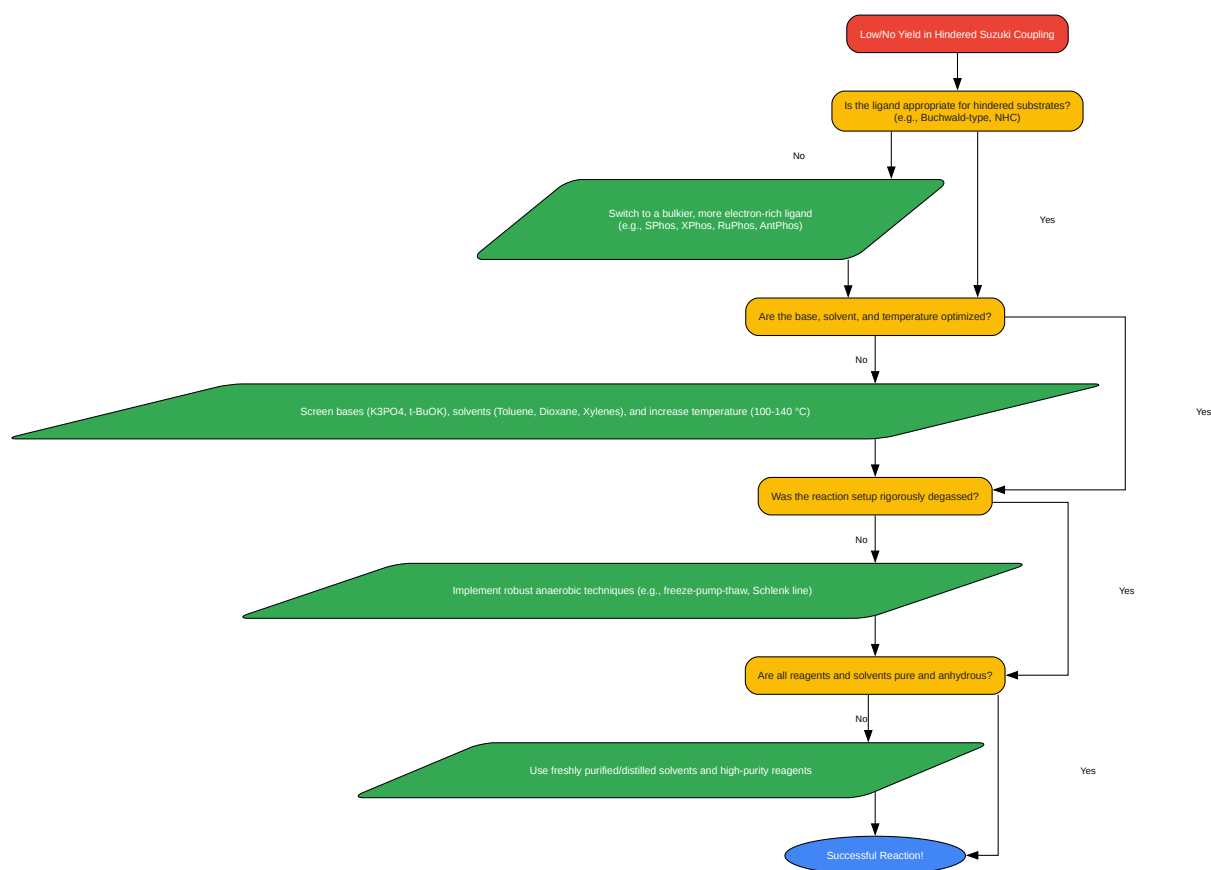 Low/No Yield in Hindered Suzuki Coupling
Is the ligand appropriate for hindered substrates?
(e.g., Buchwald-type, NHC)
No
Switch to a bulkier, more electron-rich ligand
(e.g., SPhos, XPhos, RuPhos, AntPhos)
Yes
Are the base, solvent, and temperature optimized?
No
Screen bases (K3PO4, t-BuOK), solvents (Toluene, Dioxane, Xylenes), and increase temperature (100-140 °C)
Yes
Was the reaction setup rigorously degassed?
No
Implement robust anaerobic techniques (e.g., freeze-pump-thaw, Schlenk line)
Yes
Are all reagents and solvents pure and anhydrous?
No
Use freshly purified/distilled solvents and high-purity reagents
Yes
Successful Reaction!